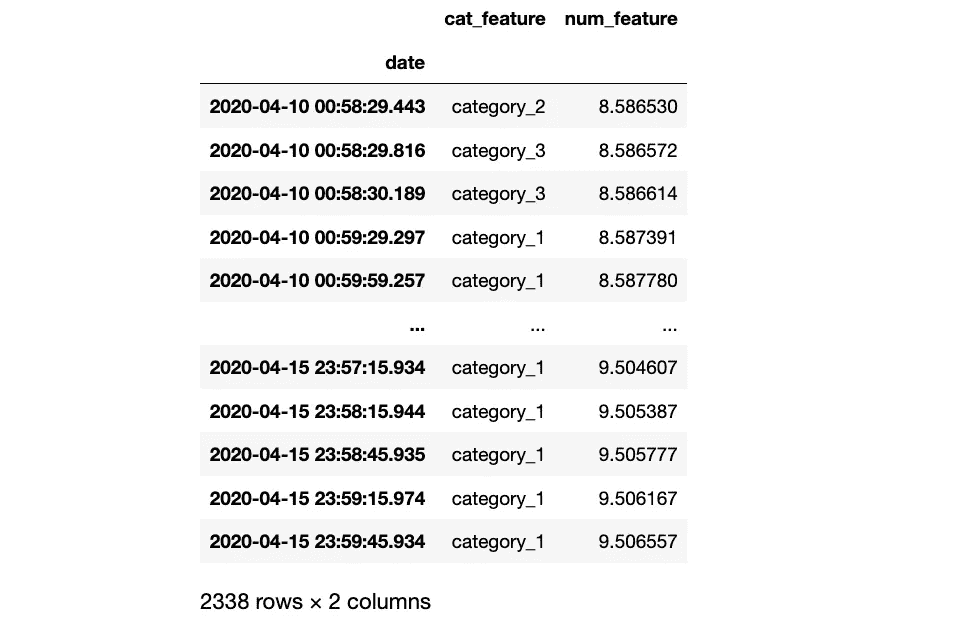 cat_feature num_feature
date
2020-04-10 00:58:29.443 category_2 8.586530
2020-04-10 00:58:29.816 category_3 8.586572
2020-04-10 00:58:30.189 category_3 8.586614
2020-04-10 00:59:29.297 category_1 8.587391
2020-04-10 00:59:59.257 category_1 8.587780
... ... ...
2020-04-15 23:57:15.934 category_1 9.504607
2020-04-15 23:58:15.944 category_1 9.505387
2020-04-15 23:58:45.935 category_1 9.505777
2020-04-15 23:59:15.974 category_1 9.506167
2020-04-15 23:59:45.934 category_1 9.506557
2338 rows × 2 columns